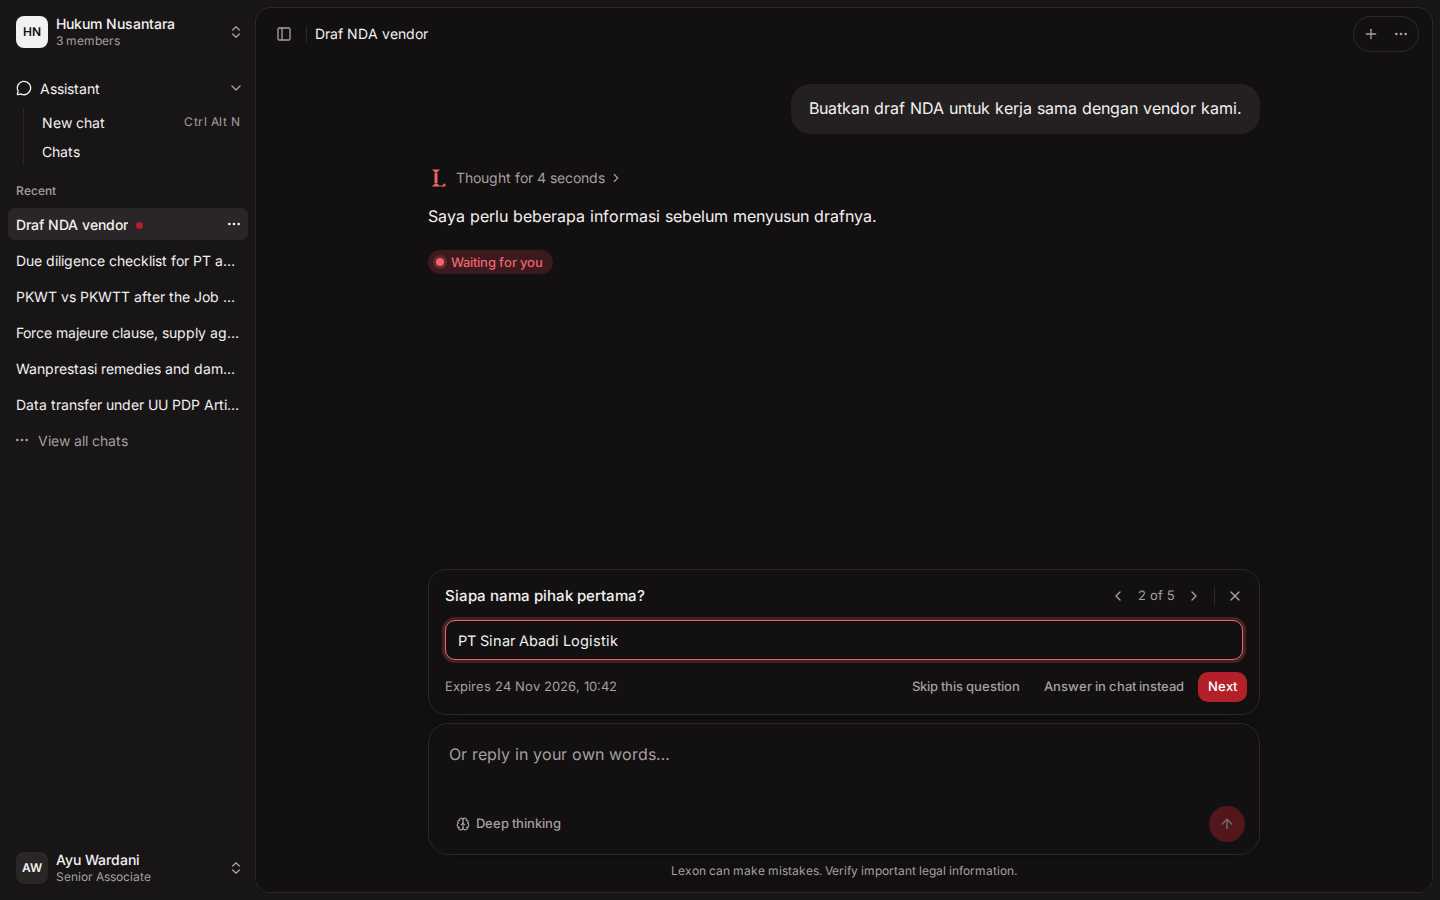 HN
Hukum Nusantara
3 members
Assistant
New chat
Ctrl Alt N
Chats
Recent
Draf NDA vendor
Due diligence checklist for PT a...
PKWT vs PKWTT after the Job ...
Force majeure clause, supply ag...
Wanprestasi remedies and dam...
Data transfer under UU PDP Arti...
View all chats
AW
Ayu Wardani
Senior Associate
Draf NDA vendor
Buatkan draf NDA untuk kerja sama dengan vendor kami.
L Thought for 4 seconds
Saya perlu beberapa informasi sebelum menyusun drafnya.
Waiting for you
Siapa nama pihak pertama?
2 of 5
PT Sinar Abadi Logistik
Expires 24 Nov 2026, 10:42
Skip this question
Answer in chat instead
Next
Or reply in your own words...
Deep thinking
Lexon can make mistakes. Verify important legal information.